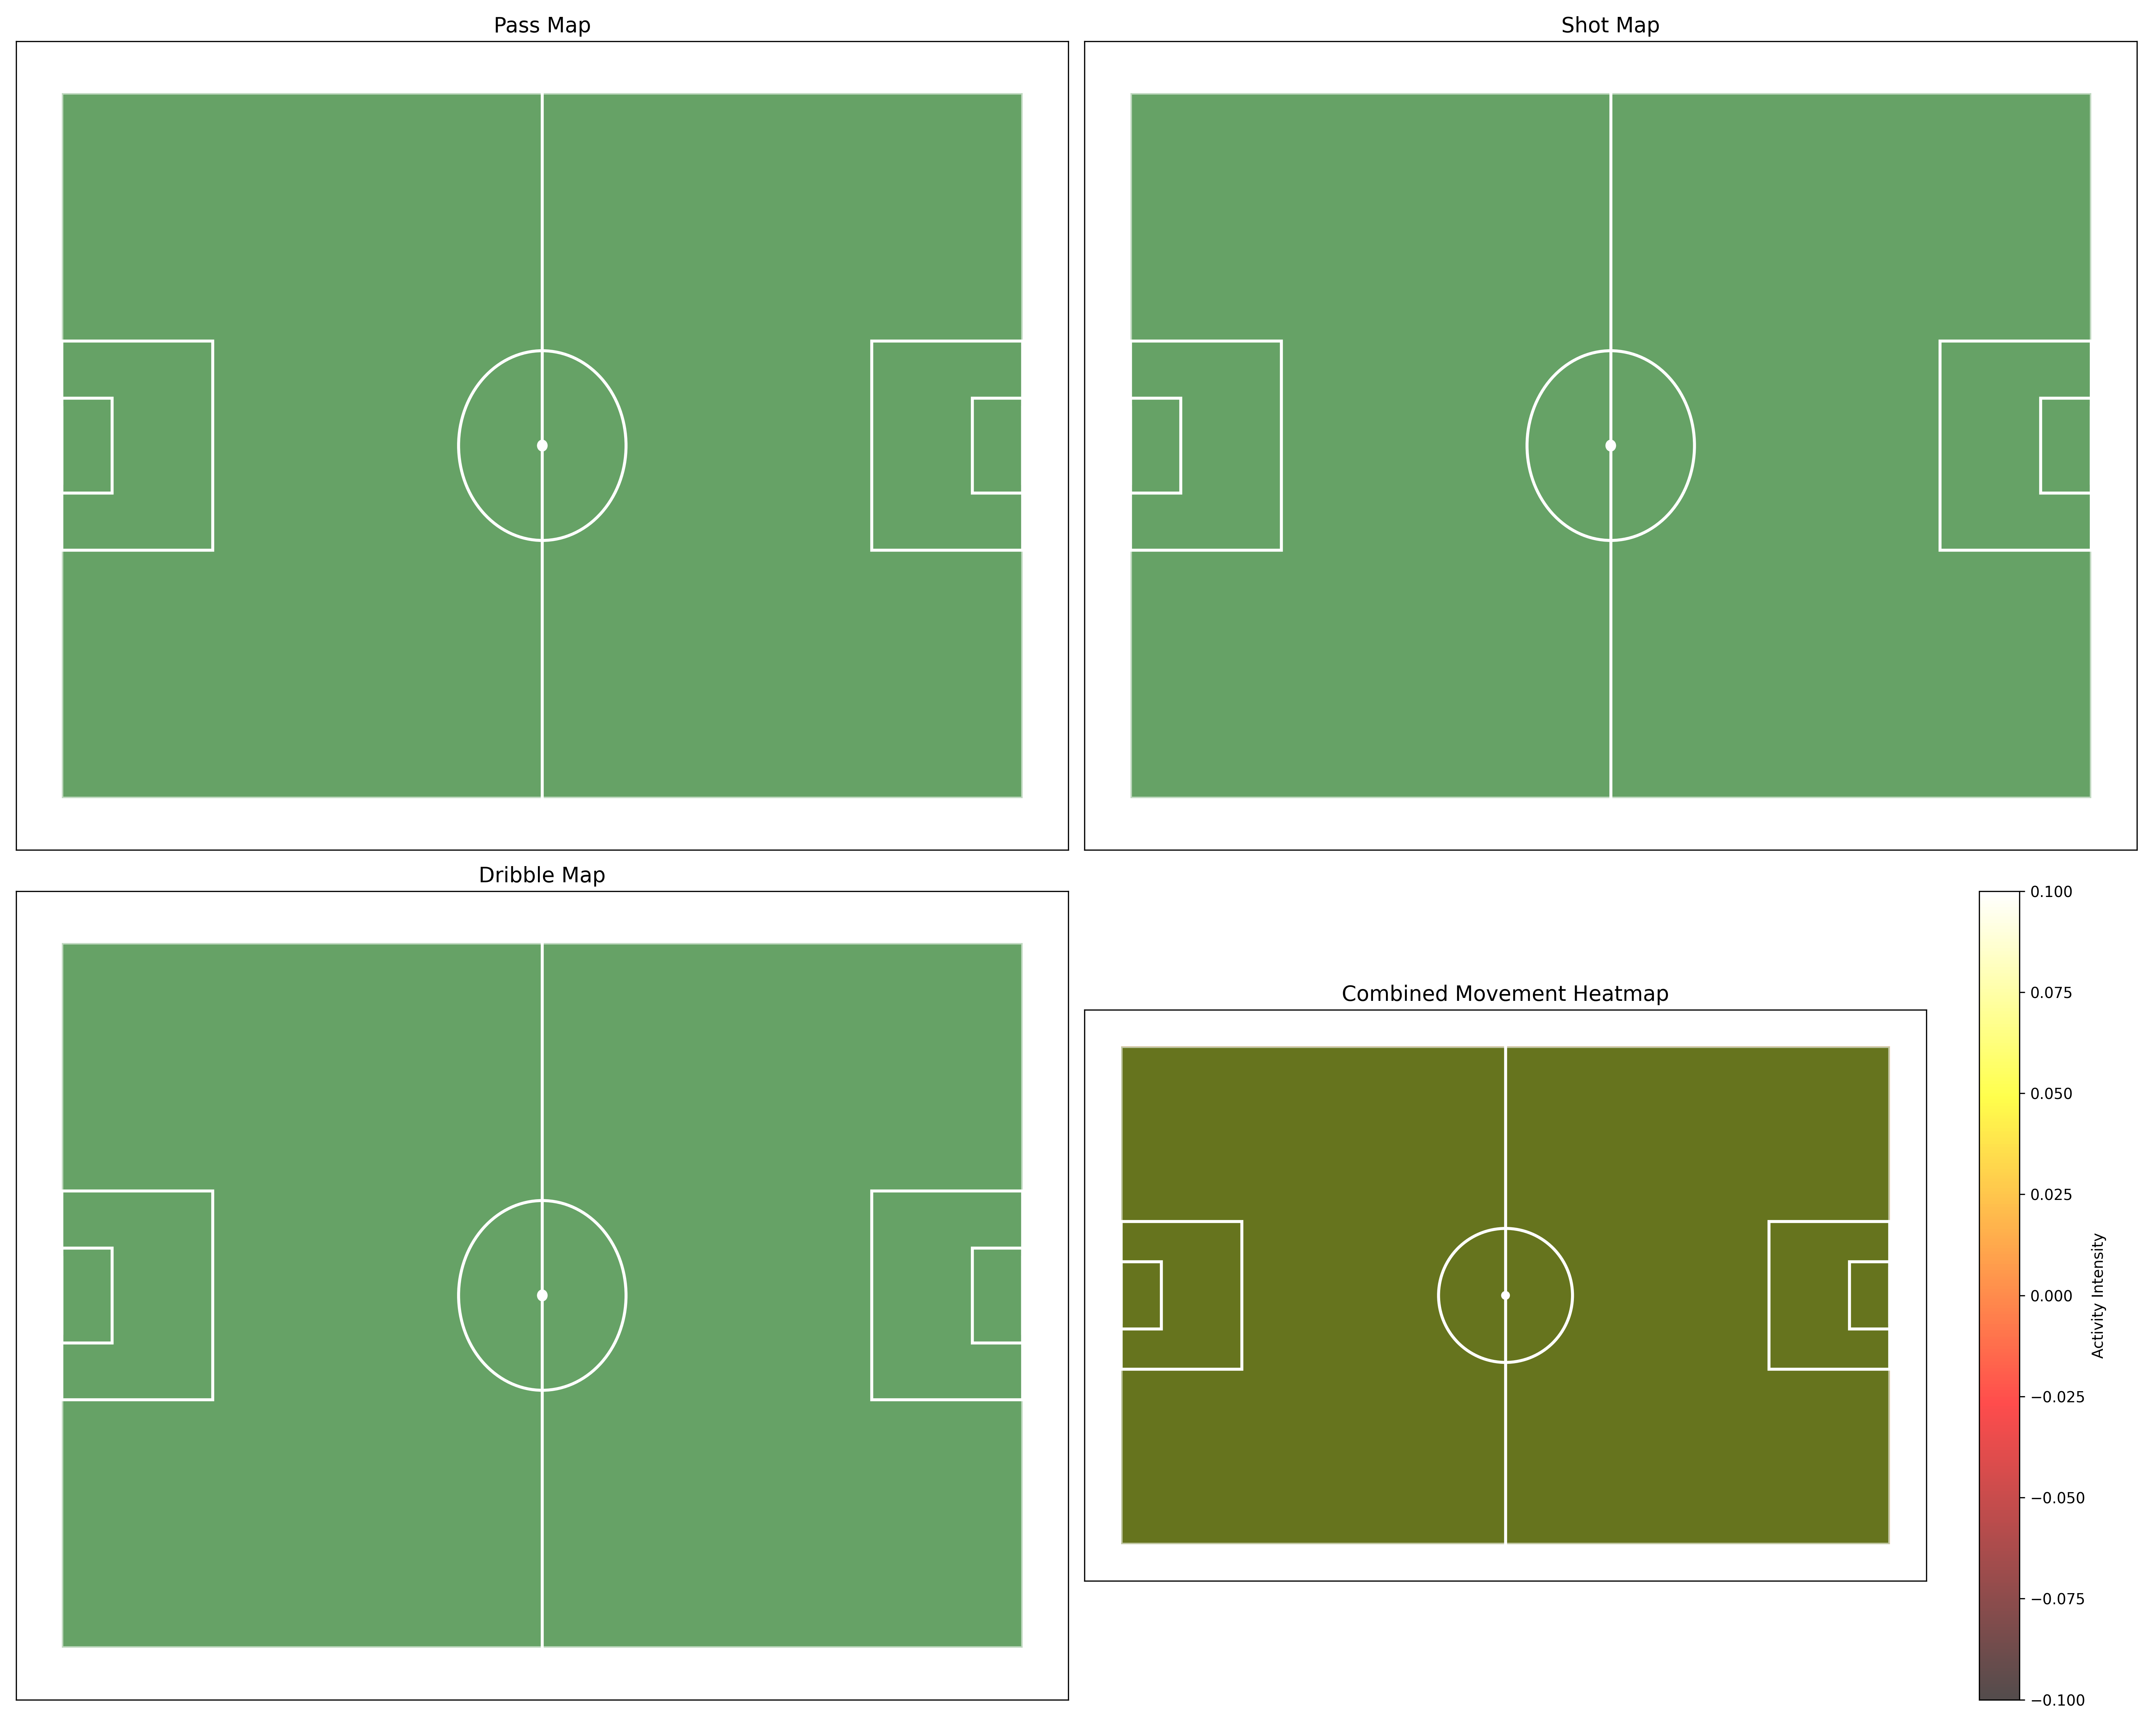 Pass Map
Shot Map
Dribble Map
Combined Movement Heatmap
0.100
0.075
0.050
0.025
0.000
−0.025
−0.050
−0.075
−0.100
Activity Intensity